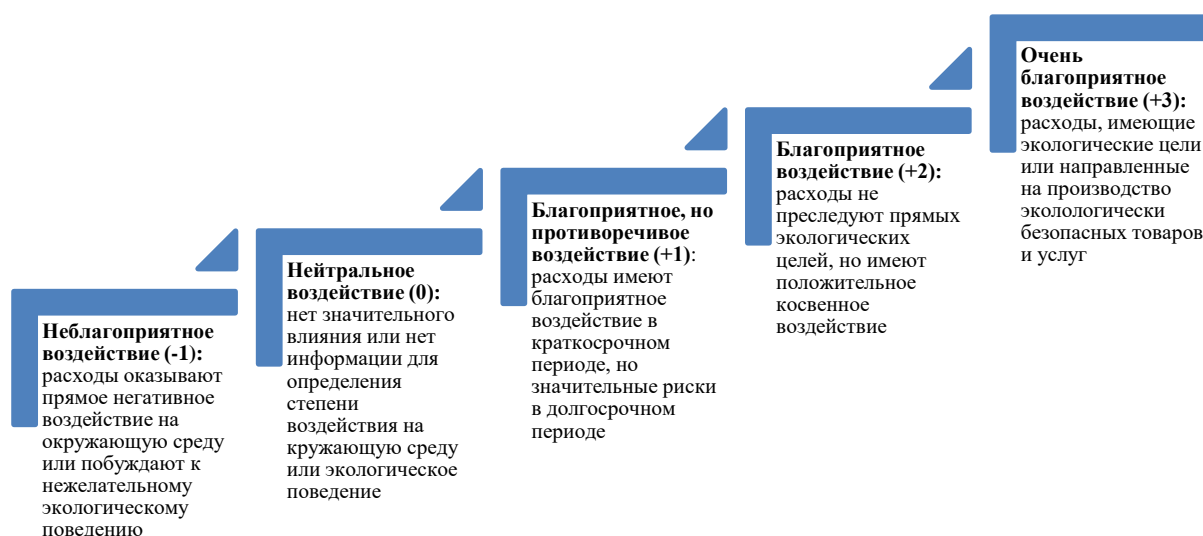 Неблагоприятное
воздействие (-1):
расходы оказывают
прямое негативное
воздействие на
окружающую среду
или побуждают к
нежелательному
экологическому
поведению
Нейтральное
воздействие (0):
нет значительного
влияния или нет
информации для
определения
степени
воздействия на
кружающую среду
или экологическое
поведение
Благоприятное, но
противоречивое
воздействие (+1):
расходы имеют
благоприятное
воздействие в
краткосрочном
периоде, но
значительные риски
в долгосрочном
периоде
Благоприятное
воздействие (+2):
расходы не
преследуют прямых
экологических
целей, но имеют
положительное
косвенное
воздействие
Очень
благоприятное
воздействие (+3):
расходы, имеющие
экологические цели
или направленные
на производство
эколологически
безопасных товаров
и услуг